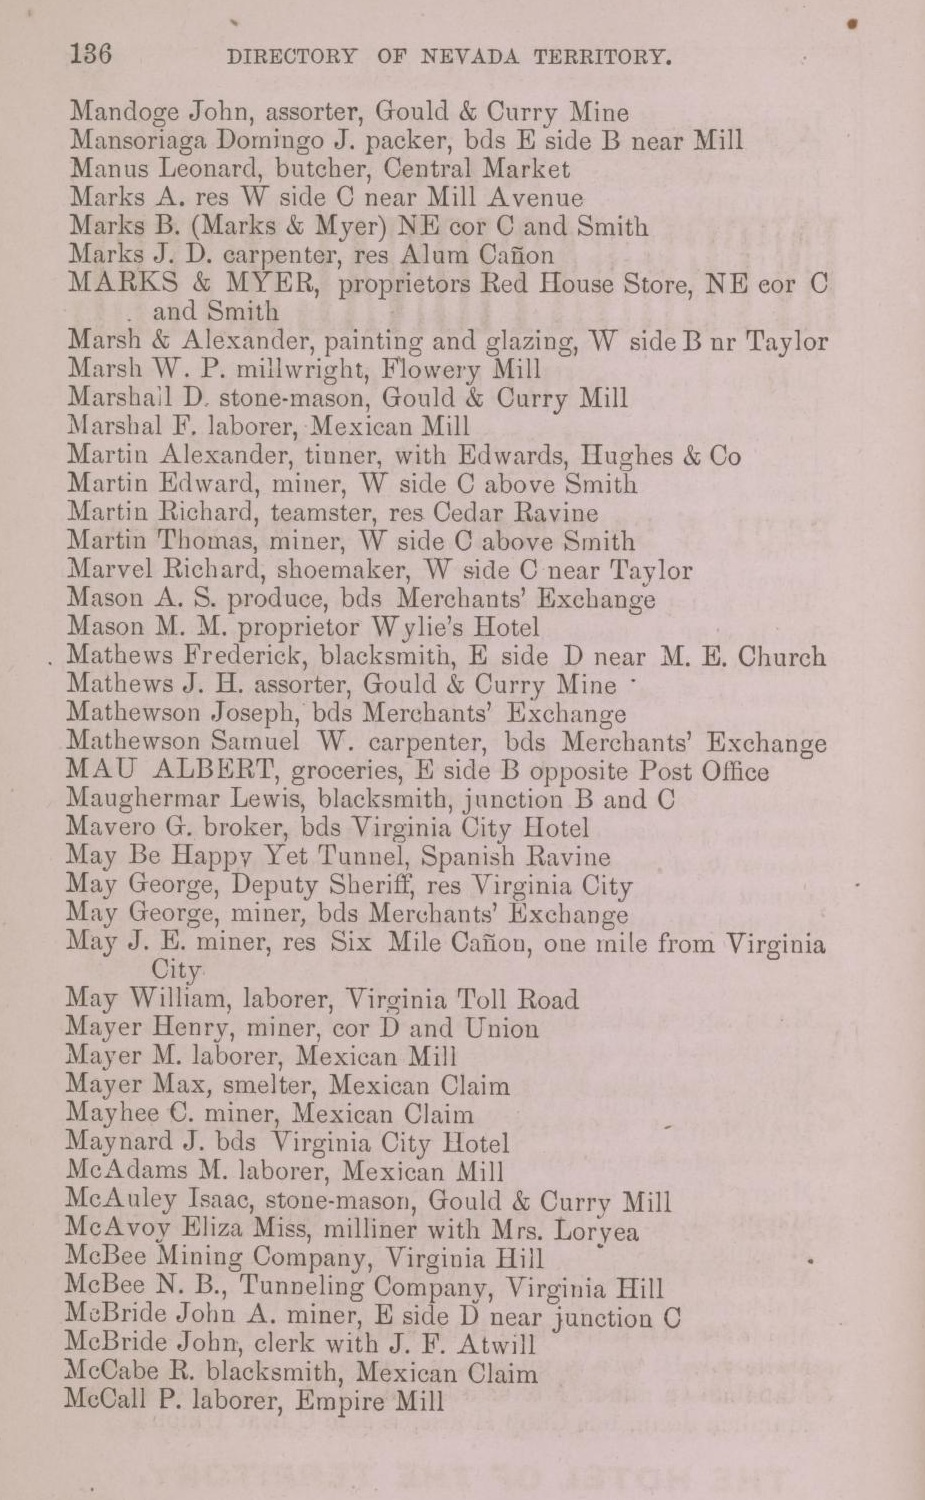 136 DIRECTORY OF NEVADA TERRITORY.
Mandoge John, assorter, Gould & Curry Mine
Mansoriaga Domingo J. packer, bds E side B near Mill
Manus Leonard, butcher, Central Market
Marks A. res W side C near Mill Avenue
Marks B. (Marks & Myer) NE cor C and Smith
Marks J. D. carpenter, res Alum Cañon
MARKS & MYER, proprietors Red House Store, NE cor C
and Smith
Marsh & Alexander, painting and glazing, W side B nr Taylor
Marsh W. P. millwright, Flowery Mill
Marshall D. stone-mason, Gould & Curry Mill
Marshal F. laborer, Mexican Mill
Martin Alexander, tinner, with Edwards, Hughes & Co
Martin Edward, miner, W side C above Smith
Martin Richard, teamster, res Cedar Ravine
Martin Thomas, miner, W side C above Smith
Marvel Richard, shoemaker, W side C near Taylor
Mason A. S. produce, bds Merchants' Exchange
Mason M. M. proprietor Wylie's Hotel
Mathews Frederick, blacksmith, E side D near M. E. Church
Mathews J. H. assorter, Gould & Curry Mine
Mathewson Joseph, bds Merchants' Exchange
Mathewson Samuel W. carpenter, bds Merchants' Exchange
MAU ALBERT, groceries, E side B opposite Post Office
Maughermar Lewis, blacksmith, junction B and C
Mavero G. broker, bds Virginia City Hotel
May Be Happy Yet Tunnel, Spanish Ravine
May George, Deputy Sheriff, res Virginia City
May George, miner, bds Merchants' Exchange
May J. E. miner, res Six Mile Cañon, one mile from Virginia
City
May William, laborer, Virginia Toll Road
Mayer Henry, miner, cor D and Union
Mayer M. laborer, Mexican Mill
Mayer Max, smelter, Mexican Claim
Mayhee C. miner, Mexican Claim
Maynard J. bds Virginia City Hotel
McAdams M. laborer, Mexican Mill
McAuley Isaac, stone-mason, Gould & Curry Mill
McAvoy Eliza Miss, milliner with Mrs. Loryea
McBee Mining Company, Virginia Hill
McBee N. B., Tunneling Company, Virginia Hill
McBride John A. miner, E side D near junction C
McBride John, clerk with J. F. Atwill
McCabe R. blacksmith, Mexican Claim
McCall P. laborer, Empire Mill